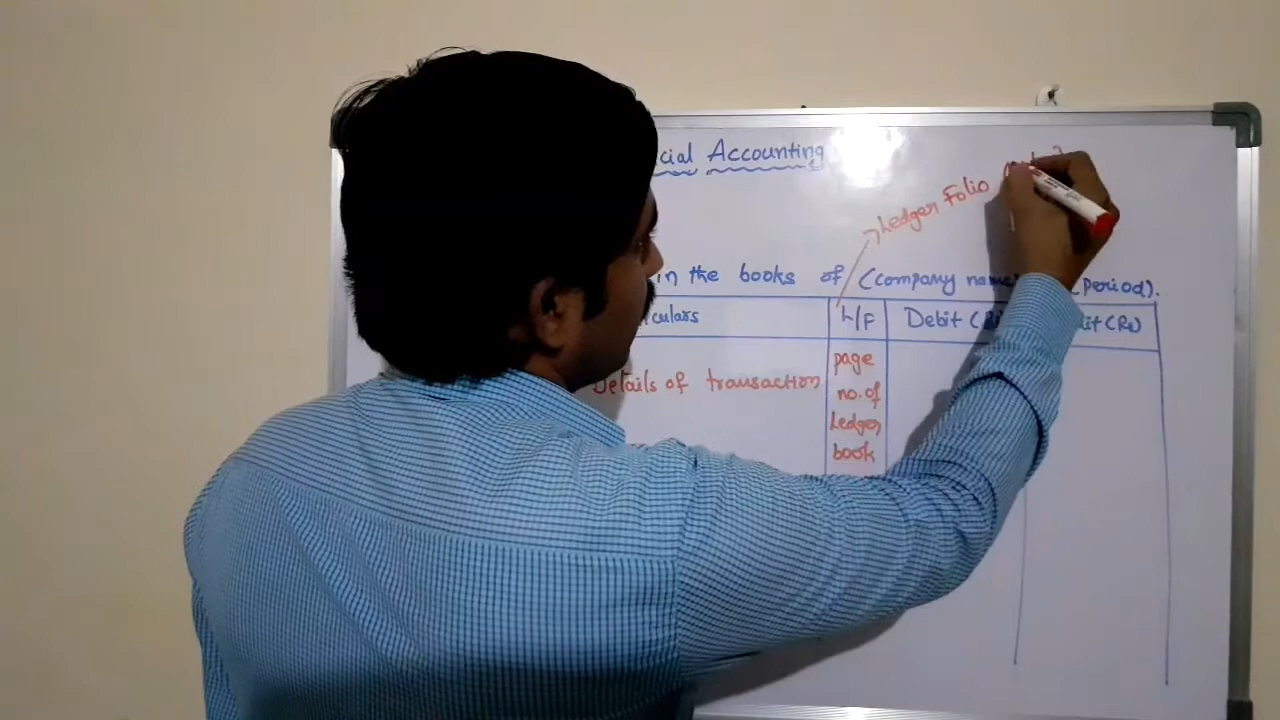 cial Accounting
Ledger Folio
in the books of (company name (period).
culars L/F Debit ( dit (Rs)
Details of transaction
page
no. of
Ledger
book